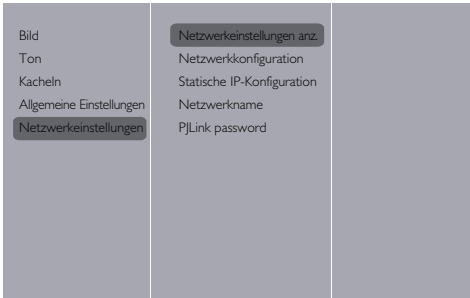 Bild
Ton
Kacheln
Allgemeine Einstellungen
Netzwerkeinstellungen
Netzwerkeinstellungen anz.
Netzwerkkonfiguration
Statische IP-Konfiguration
Netzwerkname
PJLink password